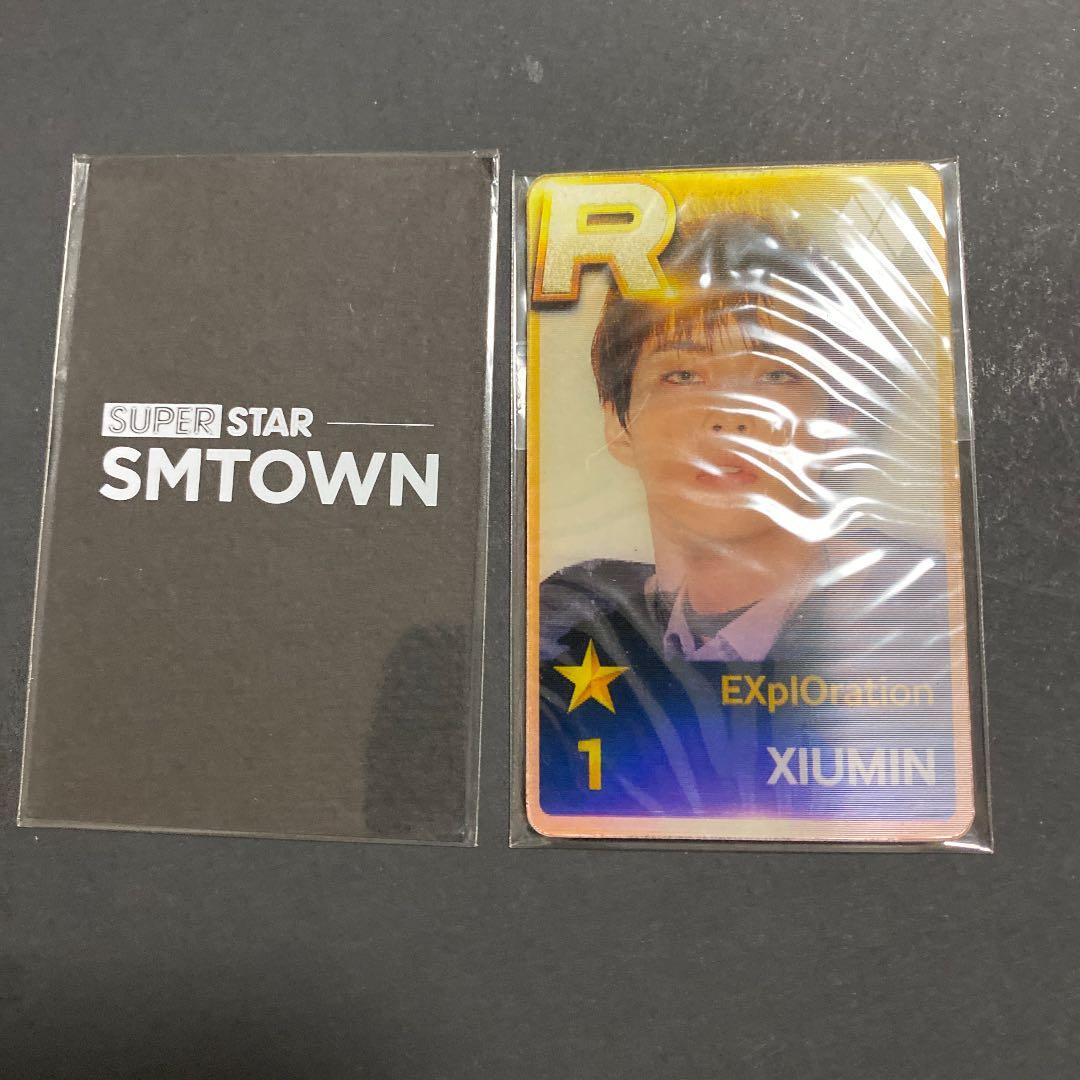 SUPER STAR
SMTOWN
R
EXplOration
1
XIUMIN